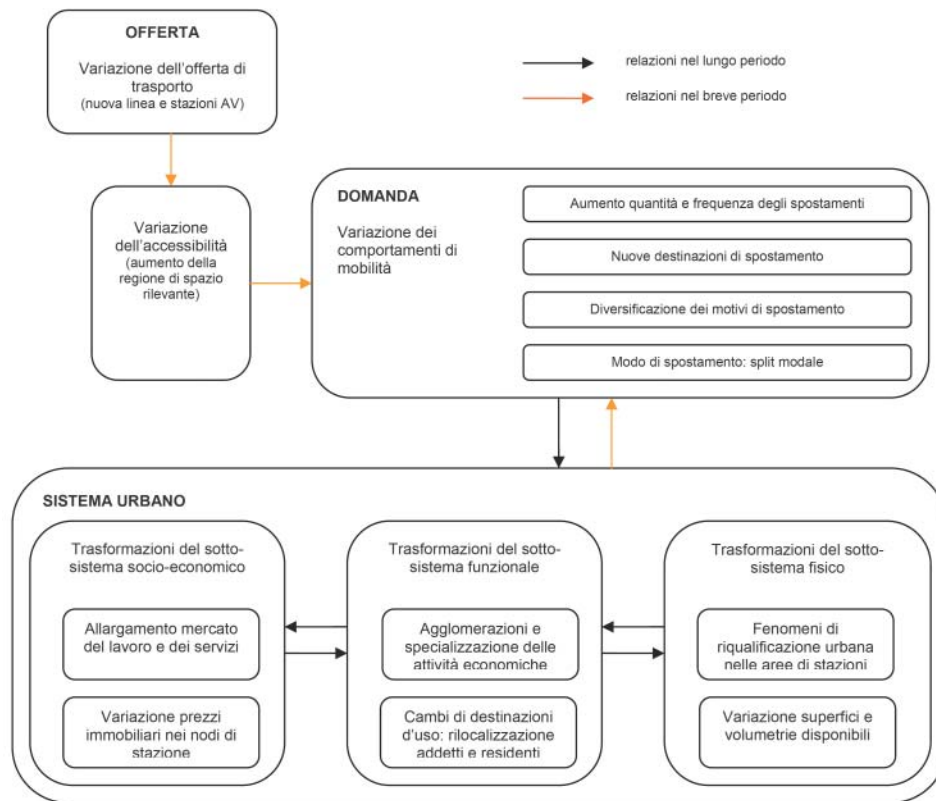 OFFERTA
Variazione dell'offerta di
trasporto
(nuova linea e stazioni AV)
relazioni nel lungo periodo
relazioni nel breve periodo
Variazione
dell'accessibilità
(aumento della
regione di spazio
rilevante)
DOMANDA
Variazione dei
comportamenti di
mobilità
Aumento quantità e frequenza degli spostamenti
Nuove destinazioni di spostamento
Diversificazione dei motivi di spostamento
Modo di spostamento: split modale
SISTEMA URBANO
Trasformazioni del sotto-
sistema socio-economico
Allargamento mercato
del lavoro e dei servizi
Variazione prezzi
immobiliari nei nodi di
stazione
Trasformazioni del sotto-
sistema funzionale
Agglomerazioni e
specializzazione delle
attività economiche
Cambi di destinazioni
d'uso: rilocalizzazione
addetti e residenti
Trasformazioni del sotto-
sistema fisico
Fenomeni di
riqualificazione urbana
nelle aree di stazioni
Variazione superfici e
volumetrie disponibili